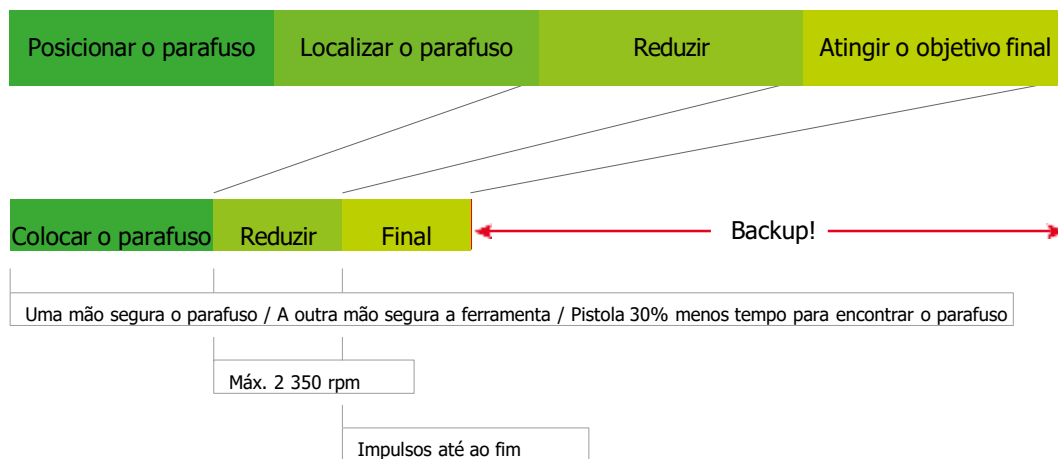 Posicionar o parafuso
Localizar o parafuso
Reduzir
Atingir o objetivo final
Colocar o parafuso
Reduzir
Final
Backup!
Uma mão segura o parafuso / A outra mão segura a ferramenta / Pistola 30% menos tempo para encontrar o parafuso
Máx. 2 350 rpm
Impulsos até ao fim